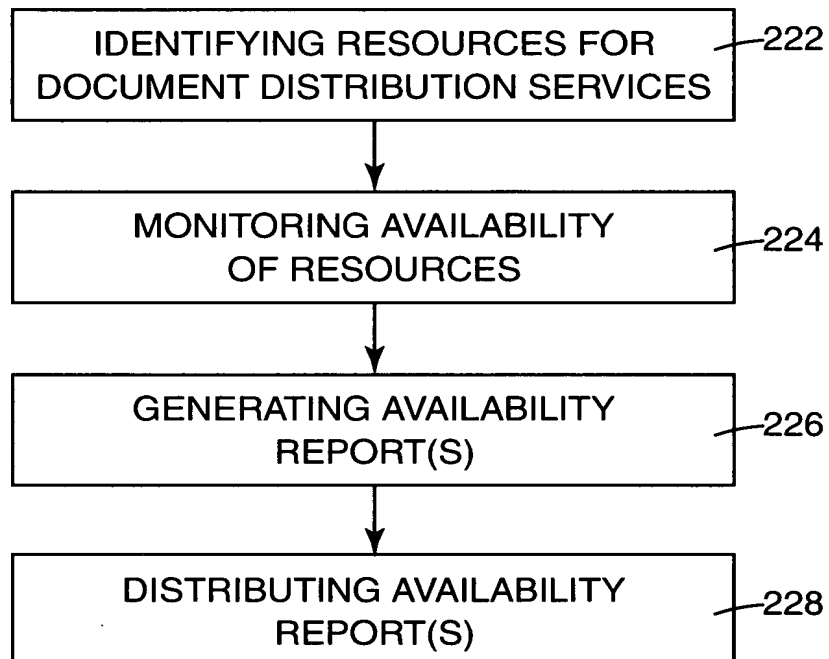 IDENTIFYING RESOURCES FOR
DOCUMENT DISTRIBUTION SERVICES
222
MONITORING AVAILABILITY
OF RESOURCES
224
GENERATING AVAILABILITY
REPORT(S)
226
DISTRIBUTING AVAILABILITY
REPORT(S)
228